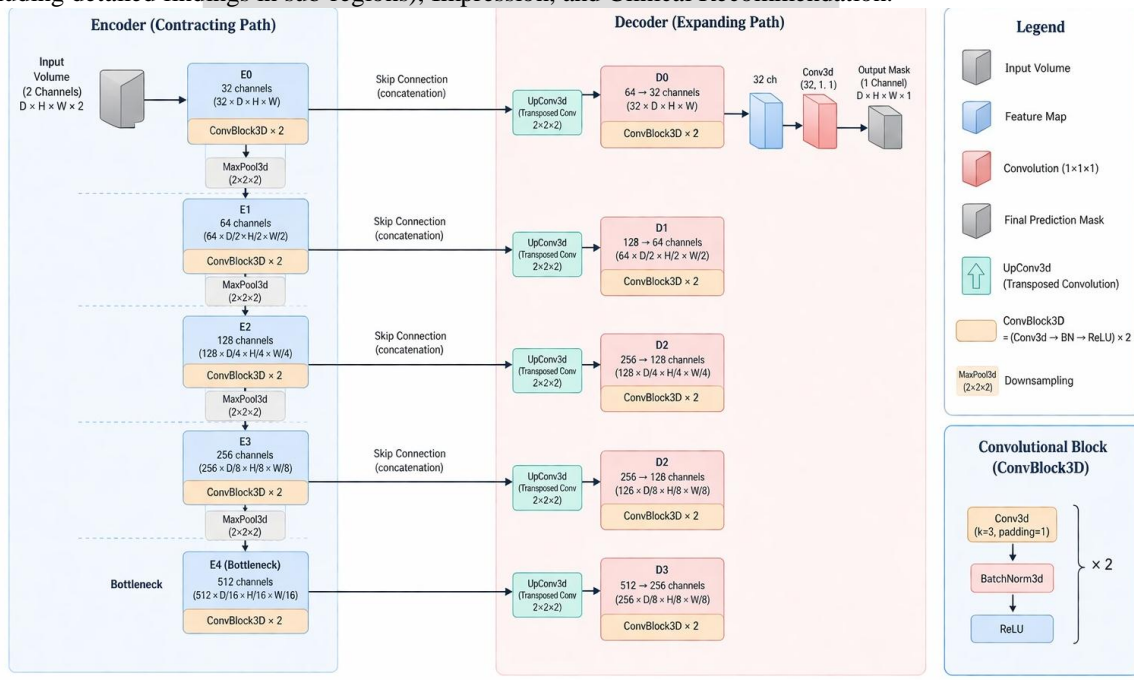 uding detailed findings in sub-regions), Impression, and Clinical Recommendation.
Encoder (Contracting Path)
Input
Volume
(2 Channels)
D × H × W × 2
E0
32 channels
(32 × D × H × W)
ConvBlock3D × 2
MaxPool3d
(2×2×2)
E1
64 channels
(64 × D/2 × H/2 × W/2)
ConvBlock3D × 2
MaxPool3d
(2×2×2)
E2
128 channels
(128 × D/4 × H/4 × W/4)
ConvBlock3D × 2
MaxPool3d
(2×2×2)
E3
256 channels
(256 × D/8 × H/8 × W/8)
ConvBlock3D × 2
MaxPool3d
(2×2×2)
Bottleneck
E4 (Bottleneck)
512 channels
(512 × D/16 × H/16 × W/16)
ConvBlock3D × 2
Skip Connection
(concatenation)
Skip Connection
(concatenation)
Skip Connection
(concatenation)
Skip Connection
(concatenation)
Decoder (Expanding Path)
UpConv3d
(Transposed Conv
2×2×2)
D0
64 → 32 channels
(32 × D × H × W)
ConvBlock3D × 2
32 ch
Conv3d
(32, 1. 1)
Output Mask
(1 Channel)
D × H × W × 1
UpConv3d
(Transposed Conv
2×2×2)
D1
128 → 64 channels
(64 × D/2 × H/2 × W/2)
ConvBlock3D × 2
UpConv3d
(Transposed Conv
2×2×2)
D2
256 → 128 channels
(128 × D/4 × H/4 × W/4)
ConvBlock3D × 2
UpConv3d
(Transposed Conv
2×2×2)
D2
256 → 128 channels
(126 × D/8 × H/8 × W/8)
ConvBlock3D × 2
UpConv3d
(Transposed Conv
2×2×2)
D3
512 → 256 channels
(256 × D/8 × H/8 × W/8)
ConvBlock3D × 2
Legend
Input Volume
Feature Map
Convolution (1×1×1)
Final Prediction Mask
UpConv3d
(Transposed Convolution)
ConvBlock3D
= (Conv3d → BN → ReLU) × 2
MaxPool3d
(2×2×2)
Downsampling
Convolutional Block
(ConvBlock3D)
Conv3d
(k=3, padding=1)
BatchNorm3d
ReLU
× 2